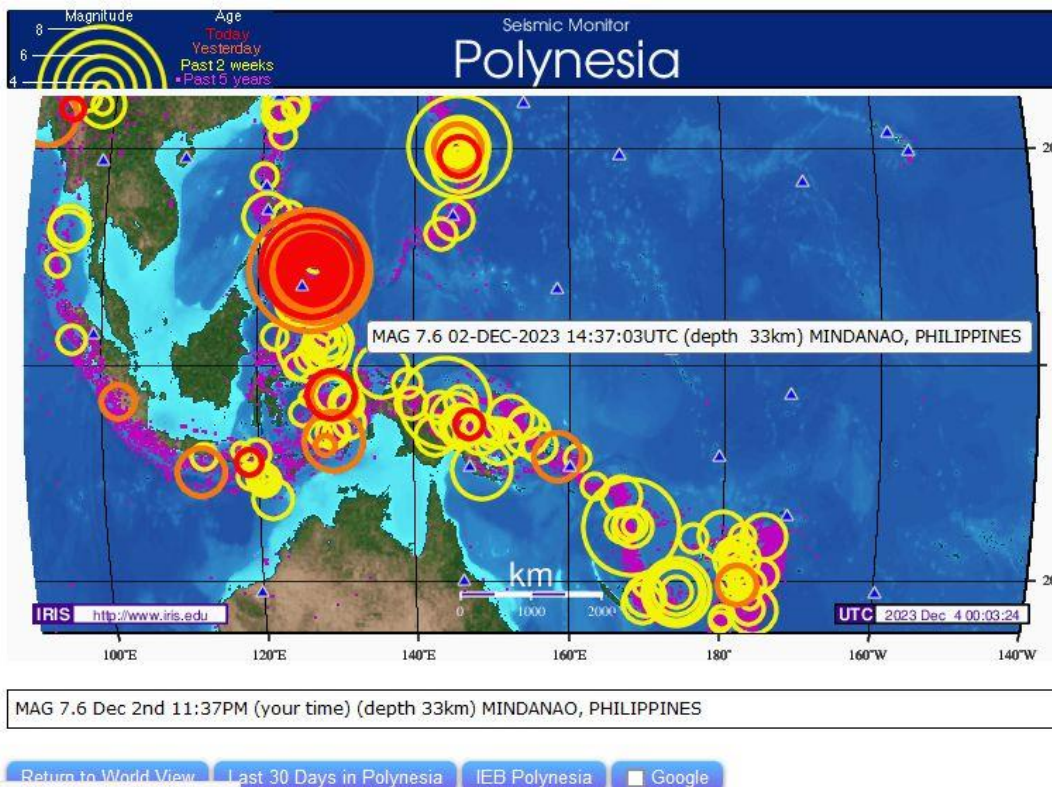 Magnitude
Age
8
Today
Yesterday
6
Past 2 weeks
4
Past 5 years
Seismic Monitor
Polynesia
20
MAG 7.6 02-DEC-2023 14:37:03UTC (depth 33km) MINDANAO, PHILIPPINES
km
0 1000 2000
20
IRIS http://www.iris.edu
UTC 2023 Dec 4 00:03:24
100°E 120°E 140°E 160°E 180° 160°W 140°W
MAG 7.6 Dec 2nd 11:37PM (your time) (depth 33km) MINDANAO, PHILIPPINES
Return to World View Last 30 Days in Polynesia IEB Polynesia Google